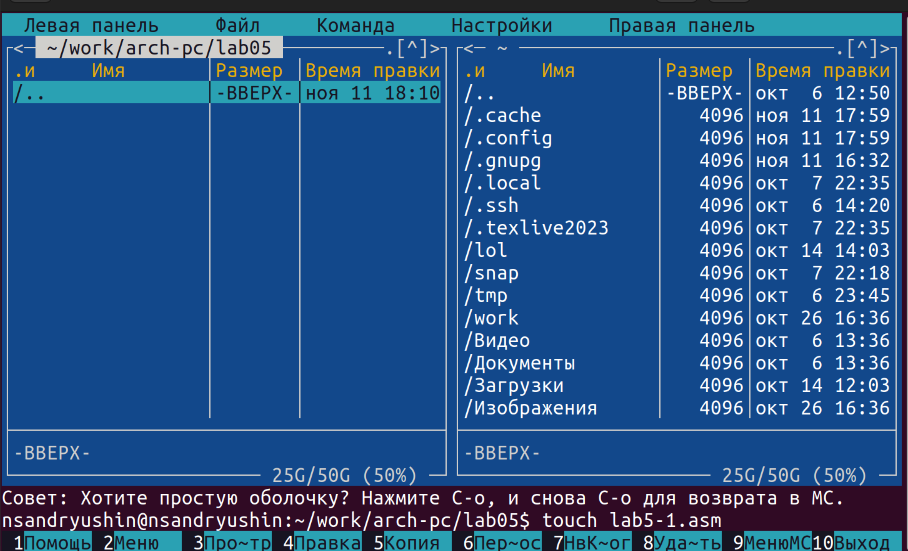 Левая панель Файл Команда Настройки Правая панель
<─ ~/work/arch-pc/lab05 .[^]>
.и Имя Размер Время правки
/.. -ВВЕРХ- ноя 11 18:10
-ВВЕРХ-
25G/50G (50%)
<─ ~ .[^]>
.и Имя Размер Время правки
/.. -ВВЕРХ- окт 6 12:50
/.cache 4096 ноя 11 17:59
/.config 4096 ноя 11 17:59
/.gnupg 4096 ноя 11 16:32
/.local 4096 окт 7 22:35
/.ssh 4096 окт 6 14:20
/.texlive2023 4096 окт 7 22:35
/lol 4096 окт 14 14:03
/snap 4096 окт 7 22:18
/tmp 4096 окт 6 23:45
/work 4096 окт 26 16:36
/Видео 4096 окт 6 13:36
/Документы 4096 окт 6 13:36
/Загрузки 4096 окт 14 12:03
/Изображения 4096 окт 26 16:36
-ВВЕРХ-
25G/50G (50%)
Совет: Хотите простую оболочку? Нажмите C-o, и снова C-o для возврата в MC.
nsandryushin@nsandryushin:~/work/arch-pc/lab05$ touch lab5-1.asm
1Помощь 2Меню 3Про~тр 4Правка 5Копия 6Пер~ос 7НвК~ог 8Уда~ть 9МенюMC 10Выход